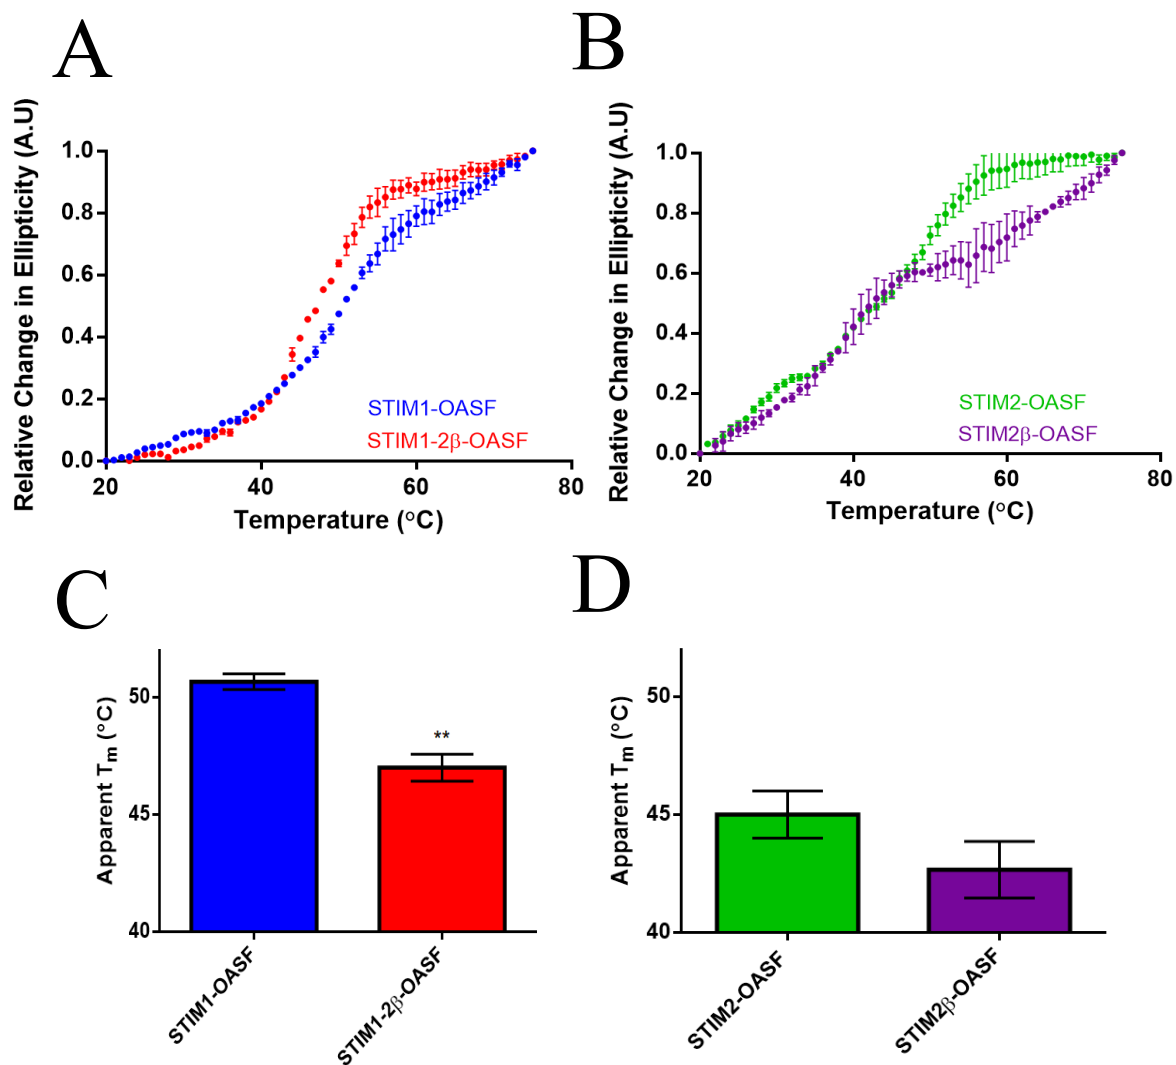 A
B
Relative Change in Ellipticity (A.U)
1.0
0.8
0.6
0.4
0.2
0.0
20
40
60
80
Temperature (°C)
STIM1-OASF
STIM1-2β-OASF
Relative Change in Ellipticity (A.U)
1.0
0.8
0.6
0.4
0.2
0.0
20
40
60
80
Temperature (°C)
STIM2-OASF
STIM2β-OASF
C
D
Apparent Tm (°C)
50
45
40
**
STIM1-OASF
STIM1-2β-OASF
Apparent Tm (°C)
50
45
40
STIM2-OASF
STIM2β-OASF